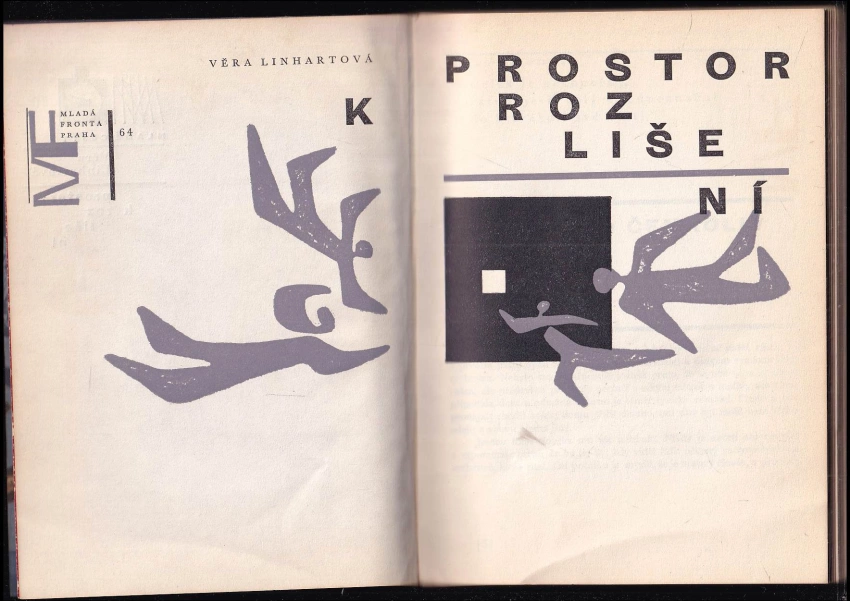 VĚRA LINHARTOVÁ
MF
MLADÁ
FRONTA
PRAHA
64
K
PROSTOR
ROZ
LIŠE
NÍ